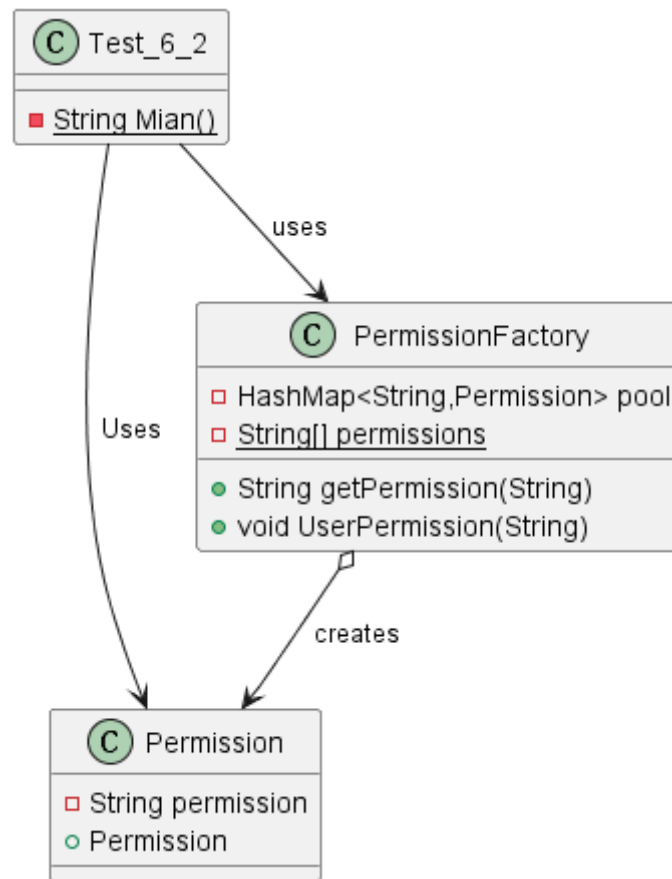 C Test_6_2
String Mian()
uses
C PermissionFactory
HashMap<String,Permission> pool
String[] permissions
Uses
String getPermission(String)
void UserPermission(String)
creates
C Permission
String permission
Permission